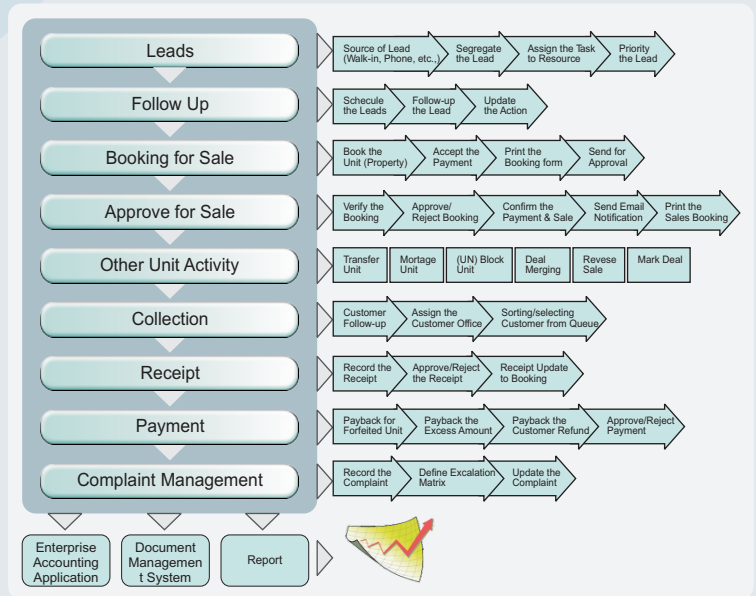 Leads
Source of Lead
(Walk-in, Phone, etc.,)
Segregate
the Lead
Assign the Task
to Resource
Priority
the Lead
Follow Up
Schecule
the Leads
Follow-up
the Lead
Update
the Action
Booking for Sale
Book the
Unit (Property)
Accept the
Payment
Print the
Booking form
Send for
Approval
Approve for Sale
Verify the
Booking
Approve/
Reject Booking
Confirm the
Payment & Sale
Send Email
Notification
Print the
Sales Booking
Other Unit Activity
Transfer
Unit
Mortage
Unit
(UN) Block
Unit
Deal
Merging
Revese
Sale
Mark Deal
Collection
Customer
Follow-up
Assign the
Customer Office
Sorting/selecting
Customer from Queue
Receipt
Record the
Receipt
Approve/Reject
the Receipt
Receipt Update
to Booking
Payment
Payback for
Forfeited Unit
Payback the
Excess Amount
Payback the
Customer Refund
Approve/Reject
Payment
Complaint Management
Record the
Complaint
Define Excalation
Matrix
Update the
Complaint
Enterprise
Accounting
Application
Document
Managemen
t System
Report